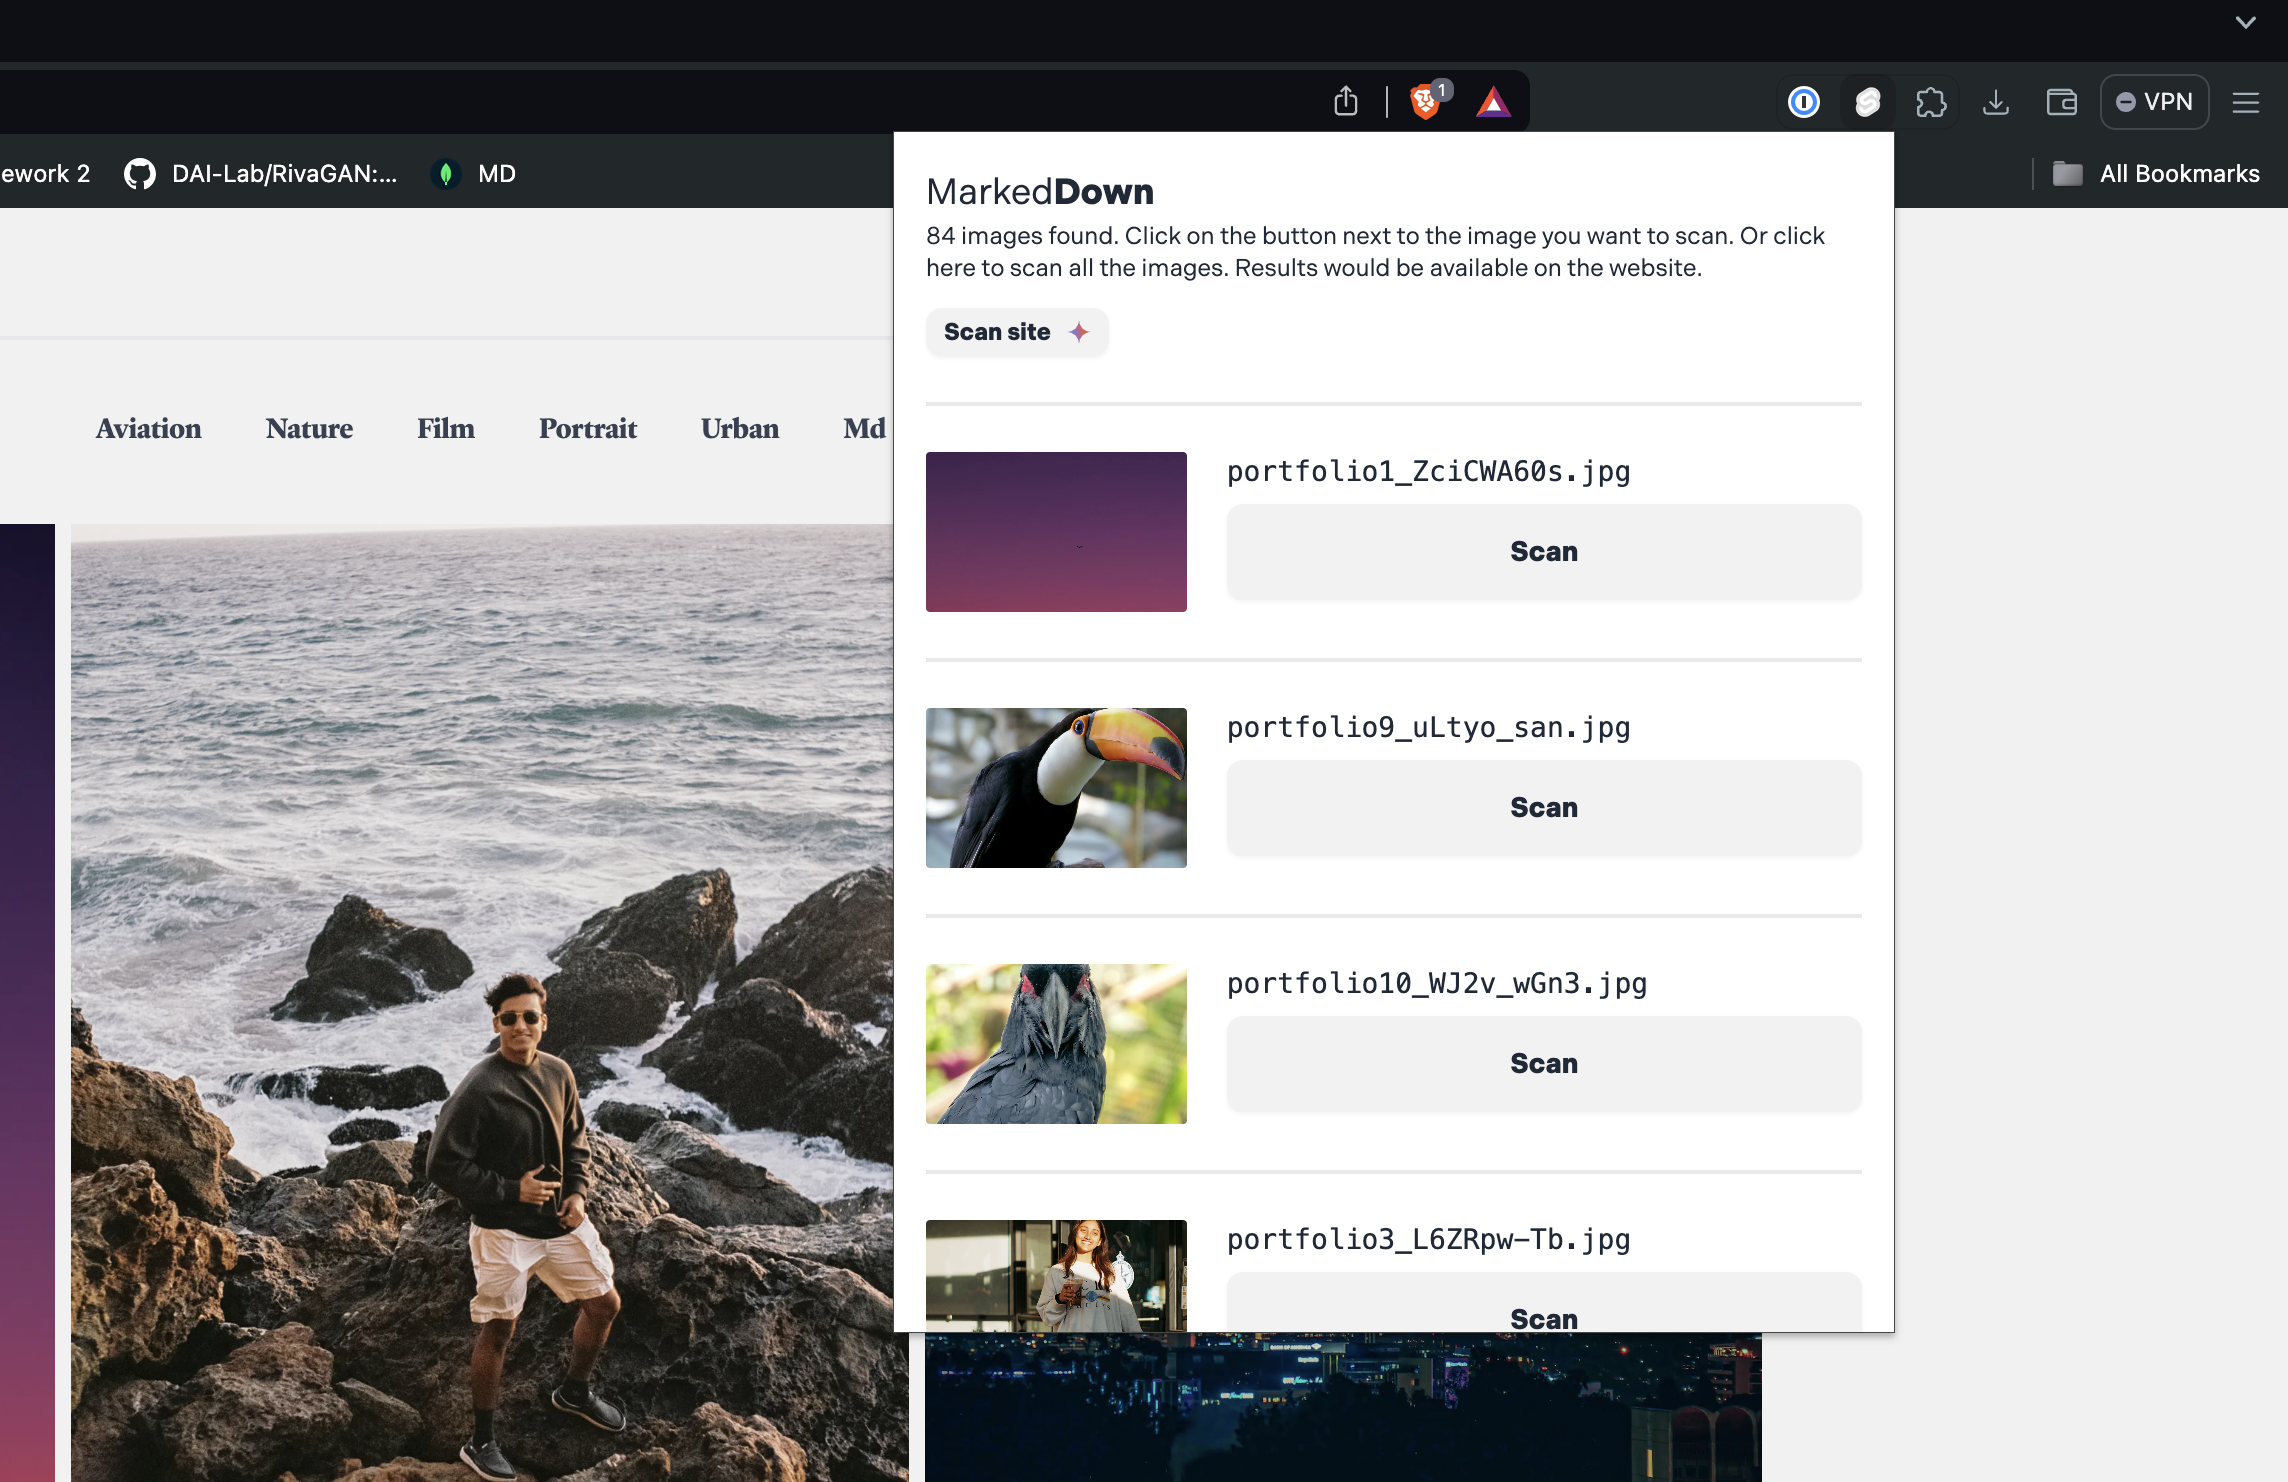 1
VPN
ework 2
DAI-Lab/RivaGAN:...
MD
All Bookmarks
MarkedDown
84 images found. Click on the button next to the image you want to scan. Or click
here to scan all the images. Results would be available on the website.
Scan site
Aviation
Nature
Film
Portrait
Urban
Md
portfolio1_ZciCWA60s.jpg
Scan
portfolio9_uLtyo_san.jpg
Scan
portfolio10_WJ2v_wGn3.jpg
Scan
portfolio3_L6ZRpw-Tb.jpg
Scan
BANK OF AMERICA